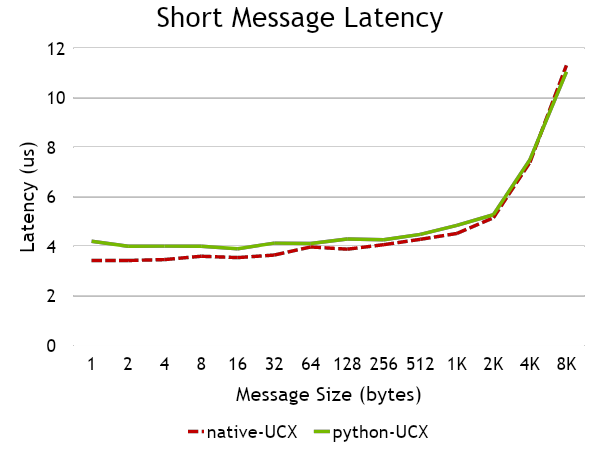 Short Message Latency
12
10
8
6
4
2
0
Latency (us)
1 2 4 8 16 32 64 128 256 512 1K 2K 4K 8K
Message Size (bytes)
native-UCX python-UCX